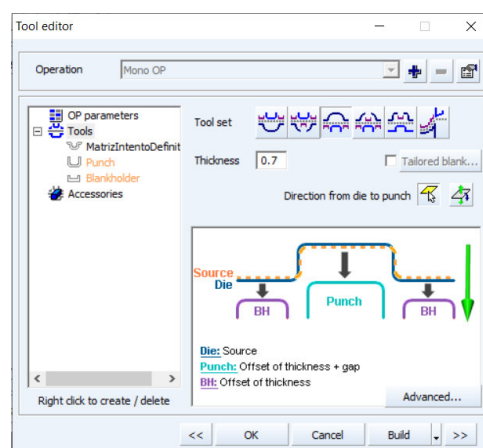 Tool editor
Operation
Mono OP
OP parameters
Tools
MatrizIntentoDefinit
Punch
Blankholder
Accessories
Right click to create / delete
Tool set
Thickness
0.7
Tailored blank...
Direction from die to punch
Source
Die
BH
Punch
BH
Die: Source
Punch: Offset of thickness + gap
BH: Offset of thickness
Advanced...
<<
OK
Cancel
Build
>>